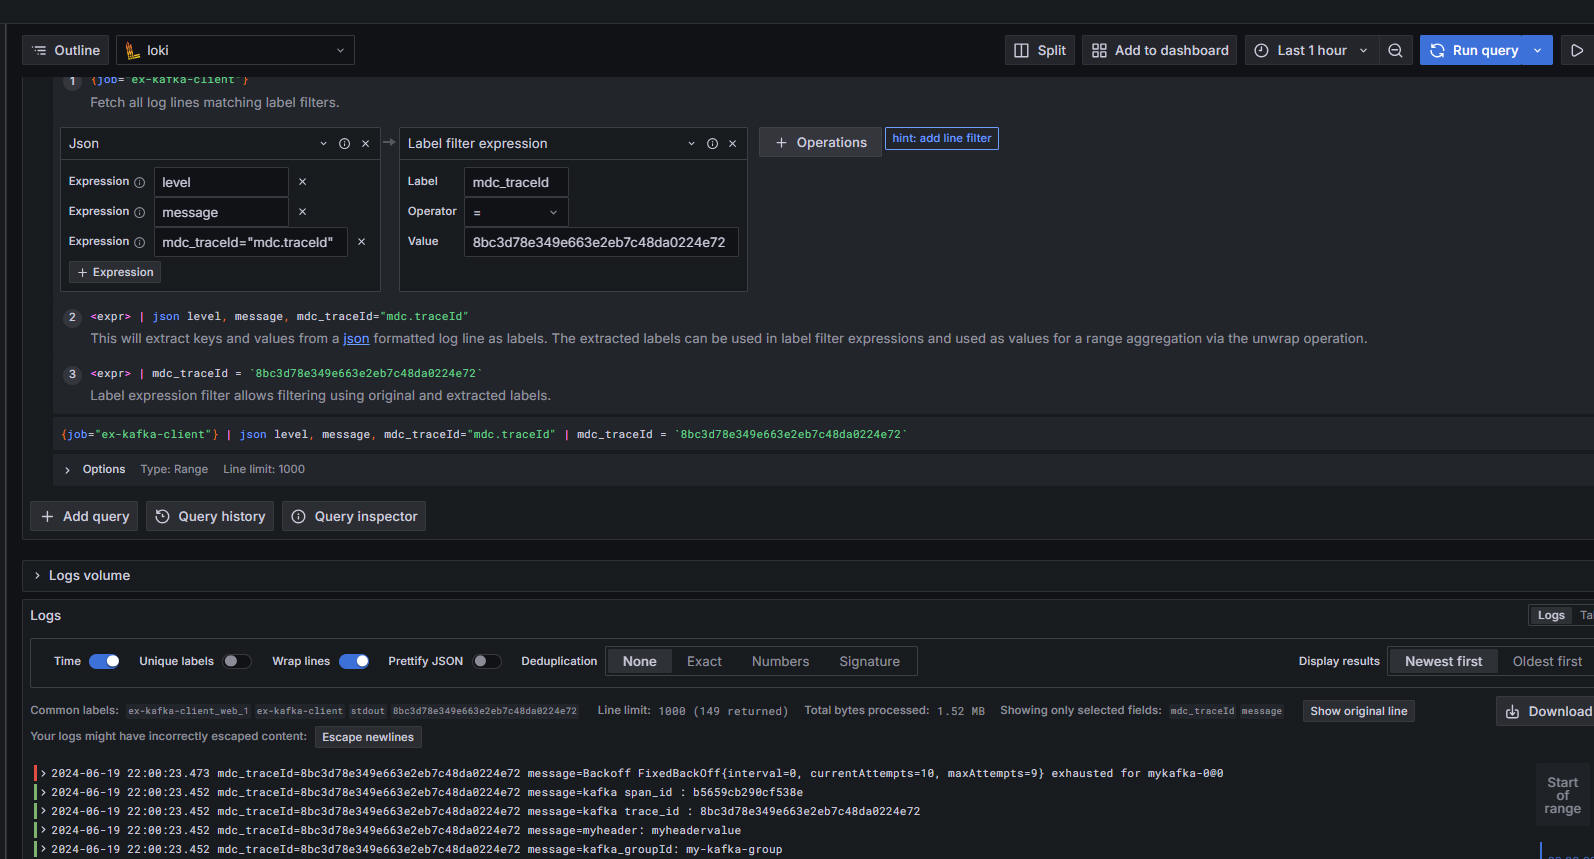 Outline
loki
Split
Add to dashboard
Last 1 hour
Run query
1 {job="ex-kafka-client"}
Fetch all log lines matching label filters.
Json
Label filter expression
+ Operations
hint: add line filter
Expression level
Expression message
Expression mdc_traceId="mdc.traceId"
+ Expression
Label mdc_traceId
Operator =
Value 8bc3d78e349e663e2eb7c48da0224e72
2 <expr> | json level, message, mdc_traceId="mdc.traceId"
This will extract keys and values from a json formatted log line as labels. The extracted labels can be used in label filter expressions and used as values for a range aggregation via the unwrap operation.
3 <expr> | mdc_traceId = `8bc3d78e349e663e2eb7c48da0224e72`
Label expression filter allows filtering using original and extracted labels.
{job="ex-kafka-client"} | json level, message, mdc_traceId="mdc.traceId" | mdc_traceId = `8bc3d78e349e663e2eb7c48da0224e72`
Options Type: Range Line limit: 1000
+ Add query
Query history
Query inspector
Logs volume
Logs
Logs Ta
Time
Unique labels
Wrap lines
Prettify JSON
Deduplication None Exact Numbers Signature
Display results Newest first Oldest first
Common labels: ex-kafka-client_web_1 ex-kafka-client stdout 8bc3d78e349e663e2eb7c48da0224e72 Line limit: 1000 (149 returned) Total bytes processed: 1.52 MB Showing only selected fields: mdc_traceId message
Show original line
Download
Your logs might have incorrectly escaped content: Escape newlines
2024-06-19 22:00:23.473 mdc_traceId=8bc3d78e349e663e2eb7c48da0224e72 message=Backoff FixedBackOff{interval=0, currentAttempts=10, maxAttempts=9} exhausted for mykafka-0@0
2024-06-19 22:00:23.452 mdc_traceId=8bc3d78e349e663e2eb7c48da0224e72 message=kafka span_id : b5659cb290cf538e
2024-06-19 22:00:23.452 mdc_traceId=8bc3d78e349e663e2eb7c48da0224e72 message=kafka trace_id : 8bc3d78e349e663e2eb7c48da0224e72
2024-06-19 22:00:23.452 mdc_traceId=8bc3d78e349e663e2eb7c48da0224e72 message=myheader: myheadervalue
2024-06-19 22:00:23.452 mdc_traceId=8bc3d78e349e663e2eb7c48da0224e72 message=kafka_groupId: my-kafka-group
Start
of
range